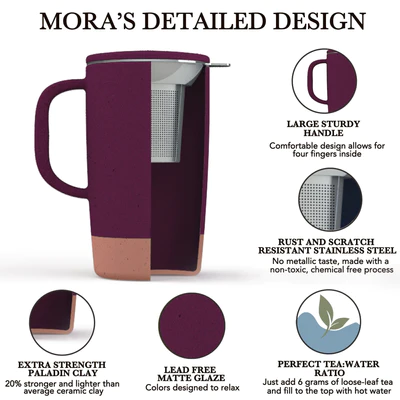 MORA'S DETAILED DESIGN
LARGE STURDY
HANDLE
Comfortable design allows for
four fingers inside
RUST AND SCRATCH
RESISTANT STAINLESS STEEL
No metallic taste, made with a
non-toxic, chemical free process
EXTRA STRENGTH
PALADIN CLAY
20% stronger and lighter than
average ceramic clay
LEAD FREE
MATTE GLAZE
Colors designed to relax
PERFECT TEA:WATER
RATIO
Just add 6 grams of loose-leaf tea
and fill to the top with hot water